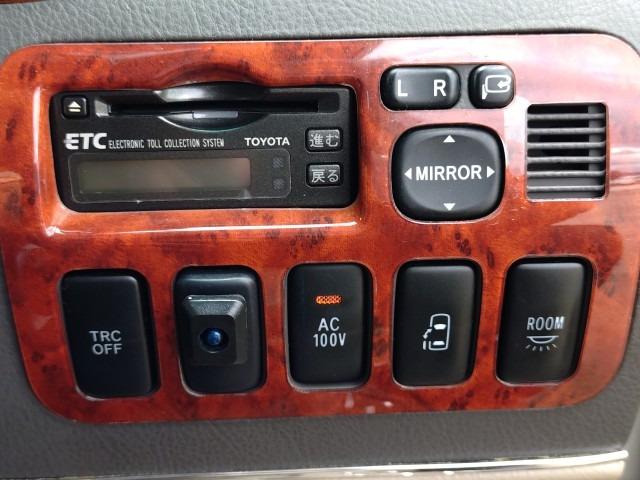 L R
ETC ELECTRONIC TOLL COLLECTION SYSTEM TOYOTA
進む
戻る
MIRROR
TRC
OFF
AC
100V
ROOM